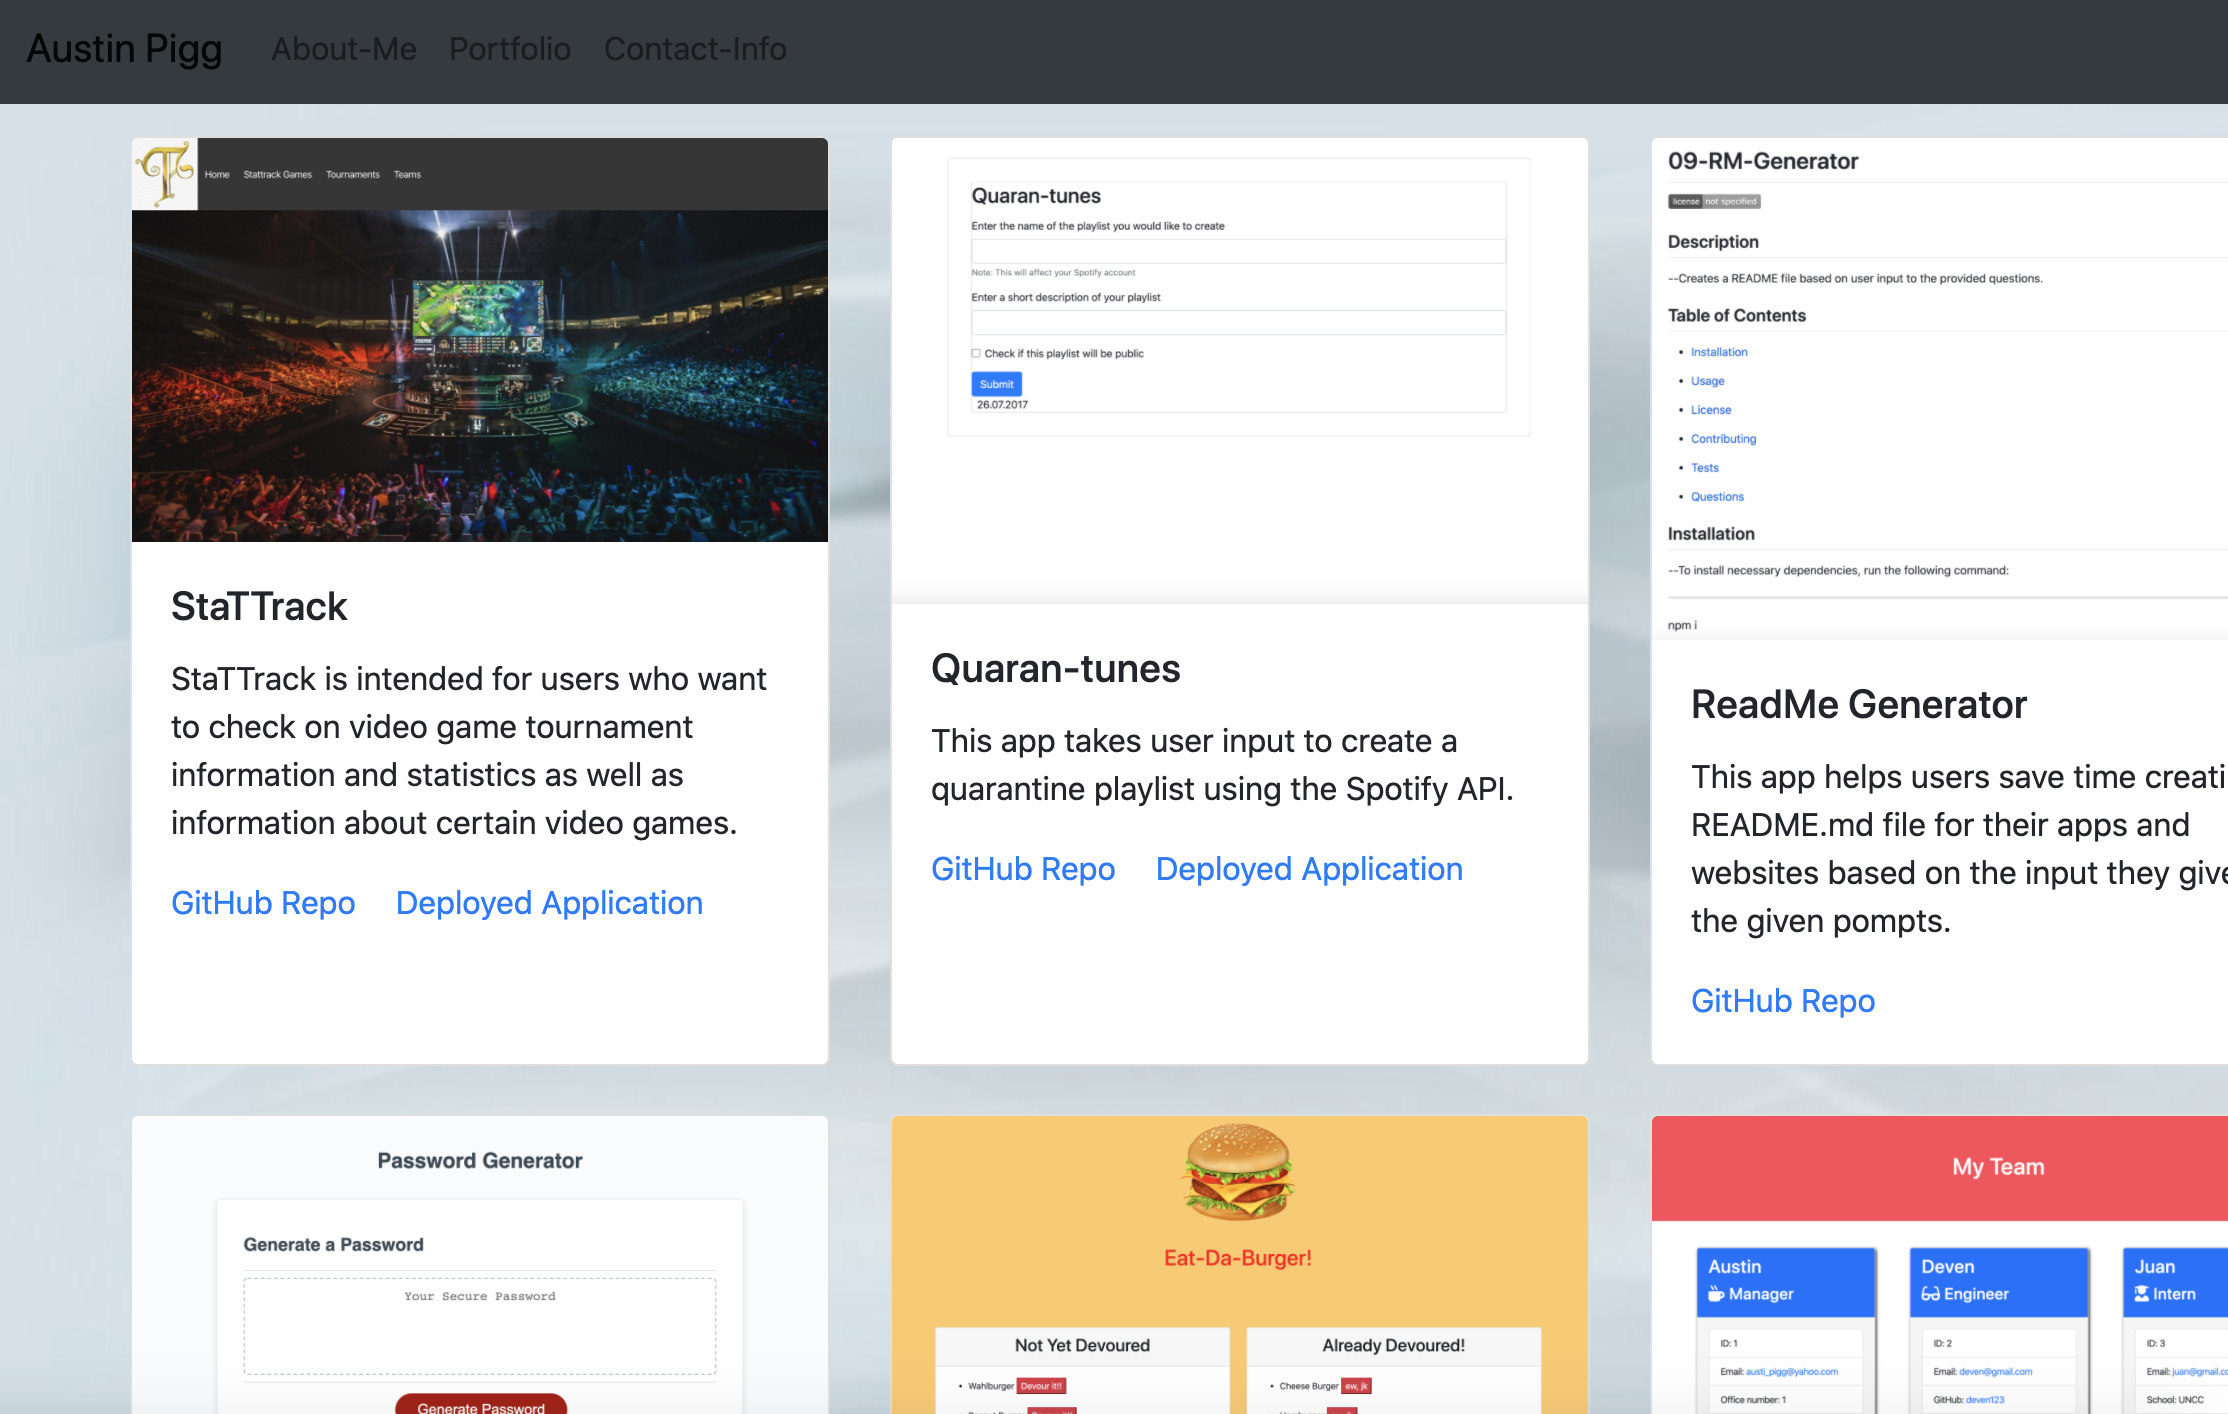 Austin Pigg About-Me Portfolio Contact-Info
Home Stattrack Games Tournaments Teams
StaTTrack
StaTTrack is intended for users who want
to check on video game tournament
information and statistics as well as
information about certain video games.
GitHub Repo Deployed Application
Quaran-tunes
Enter the name of the playlist you would like to create
Note: This will affect your Spotify account
Enter a short description of your playlist
Check if this playlist will be public
Submit
26.07.2017
Quaran-tunes
This app takes user input to create a
quarantine playlist using the Spotify API.
GitHub Repo Deployed Application
09-RM-Generator
license not specified
Description
--Creates a README file based on user input to the provided questions.
Table of Contents
• Installation
• Usage
• License
• Contributing
• Tests
• Questions
Installation
--To install necessary dependencies, run the following command:
npm i
ReadMe Generator
This app helps users save time creati
README.md file for their apps and
websites based on the input they give
the given pompts.
GitHub Repo
Password Generator
Generate a Password
Your Secure Password
Generate Password
Eat-Da-Burger!
Not Yet Devoured
• Wahlburger Devour it!!
Already Devoured!
• Cheese Burger ew, jk
My Team
Austin
Manager
ID: 1
Email: austi_pigg@yahoo.com
Office number: 1
Deven
Engineer
ID: 2
Email: deven@gmail.com
GitHub: deven123
Juan
Intern
ID: 3
Email: juan@gmail.co
School: UNCC